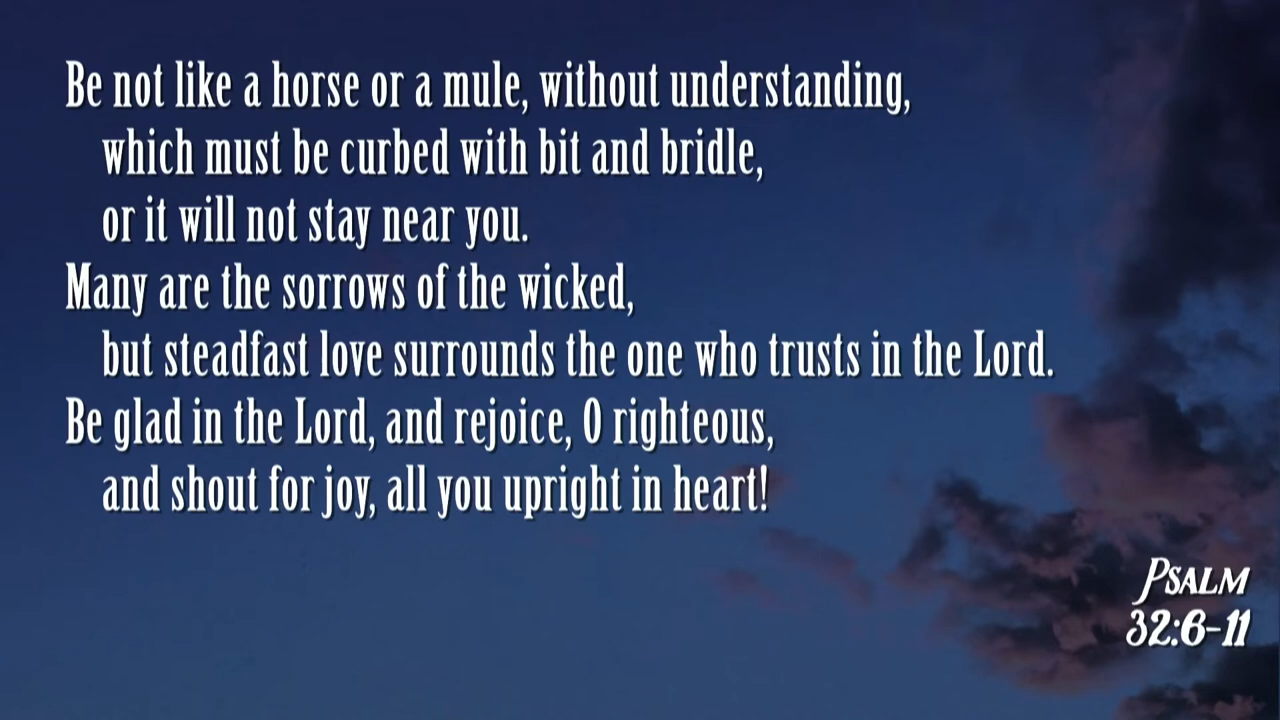 Be not like a horse or a mule, without understanding,
which must be curbed with bit and bridle,
or it will not stay near you.
Many are the sorrows of the wicked,
but steadfast love surrounds the one who trusts in the Lord.
Be glad in the Lord, and rejoice, O righteous,
and shout for joy, all you upright in heart!
Psalm
32:6-11